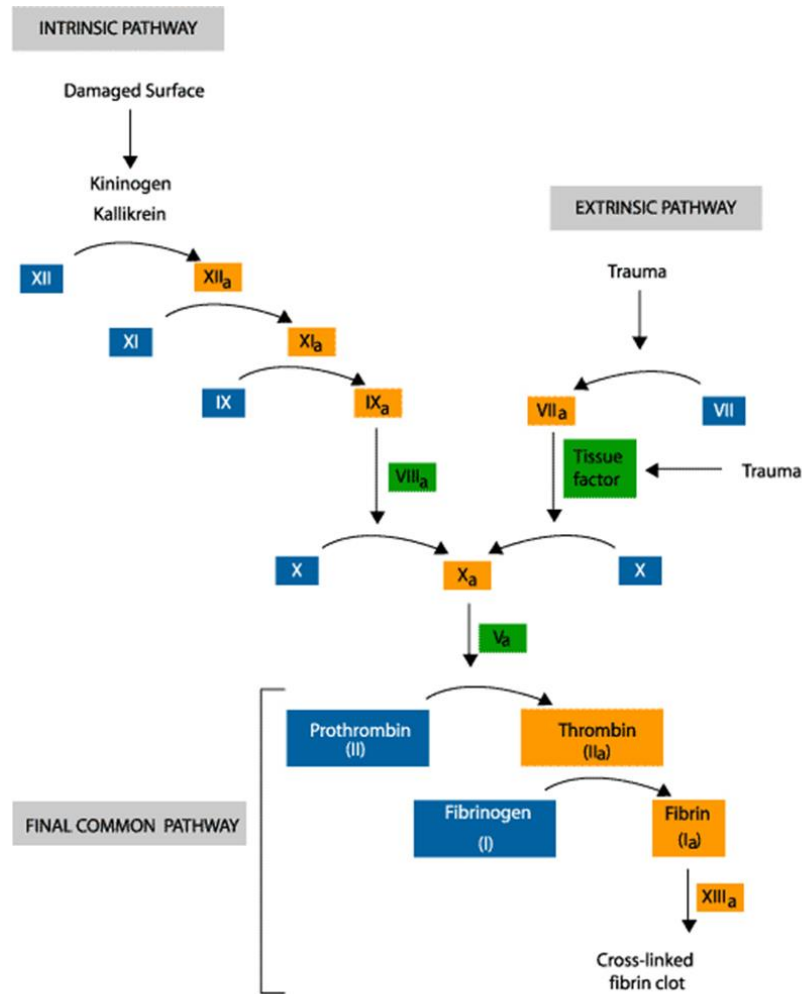 INTRINSIC PATHWAY
Damaged Surface
Kininogen
Kallikrein
EXTRINSIC PATHWAY
Trauma
XII
XIIa
XI
XIa
IX
IXa
VIIa
VII
VIIIa
Tissue
factor
Trauma
X
Xa
X
Va
Prothrombin
(II)
Thrombin
(IIa)
FINAL COMMON PATHWAY
Fibrinogen
(I)
Fibrin
(Ia)
XIIIa
Cross-linked
fibrin clot